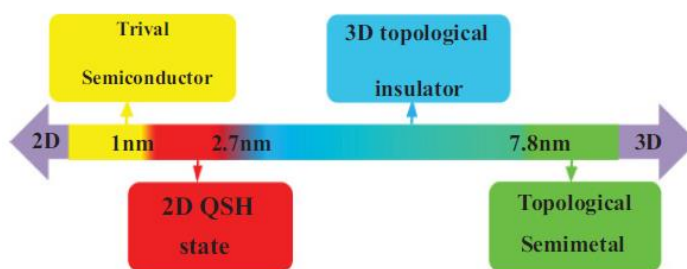 Trival
Semiconductor
3D topological
insulator
2D 1nm 2.7nm 7.8nm 3D
2D QSH
state
Topological
Semimetal